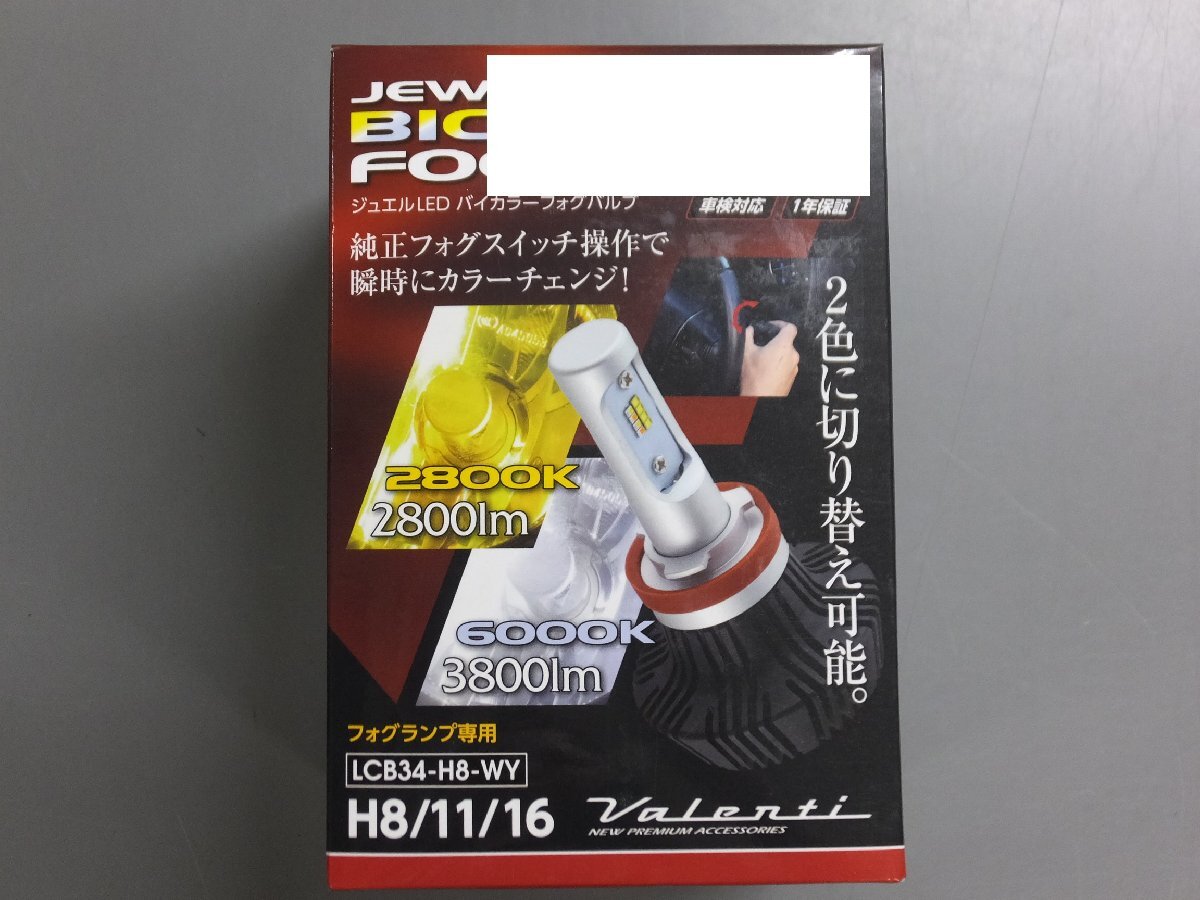 ジュエルLED バイカラーフォグバルブ
車検対応
1年保証
純正フォグスイッチ操作で
瞬時にカラーチェンジ!
2色に切り替え可能。
2800K
2800lm
6000K
3800lm
フォグランプ専用
LCB34-H8-WY
H8/11/16
Valenti
NEW PREMIUM ACCESSORIES